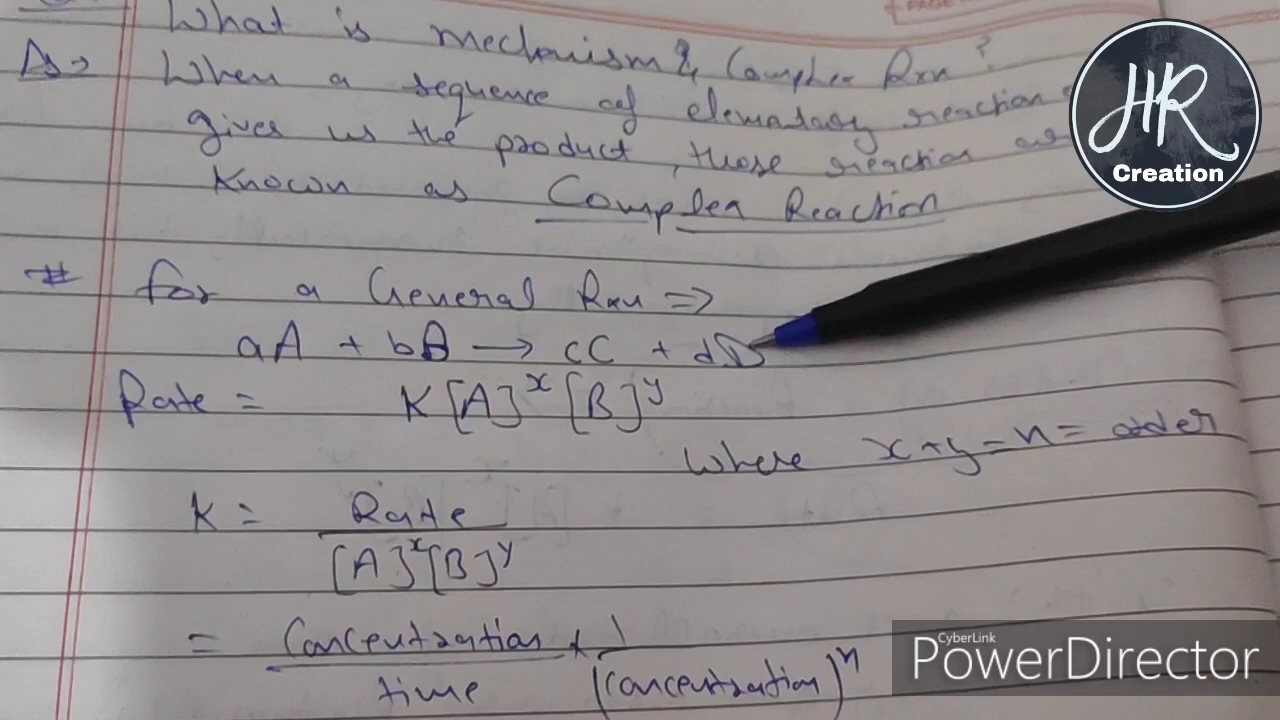 What is mechanism & Complex Rxn?
As→ When a sequence of elementary reaction
gives us the product, those reaction are
Known as Complex Reaction
# for a General Rxn ⇒
aA + bB → cC + dD
Rate = K[A]^x [B]^y
Where x+y=n= order
K = Rate
[A]^x[B]^y
= Concentration × 1
time (Concentration)^n
HR
Creation
CyberLink
PowerDirector